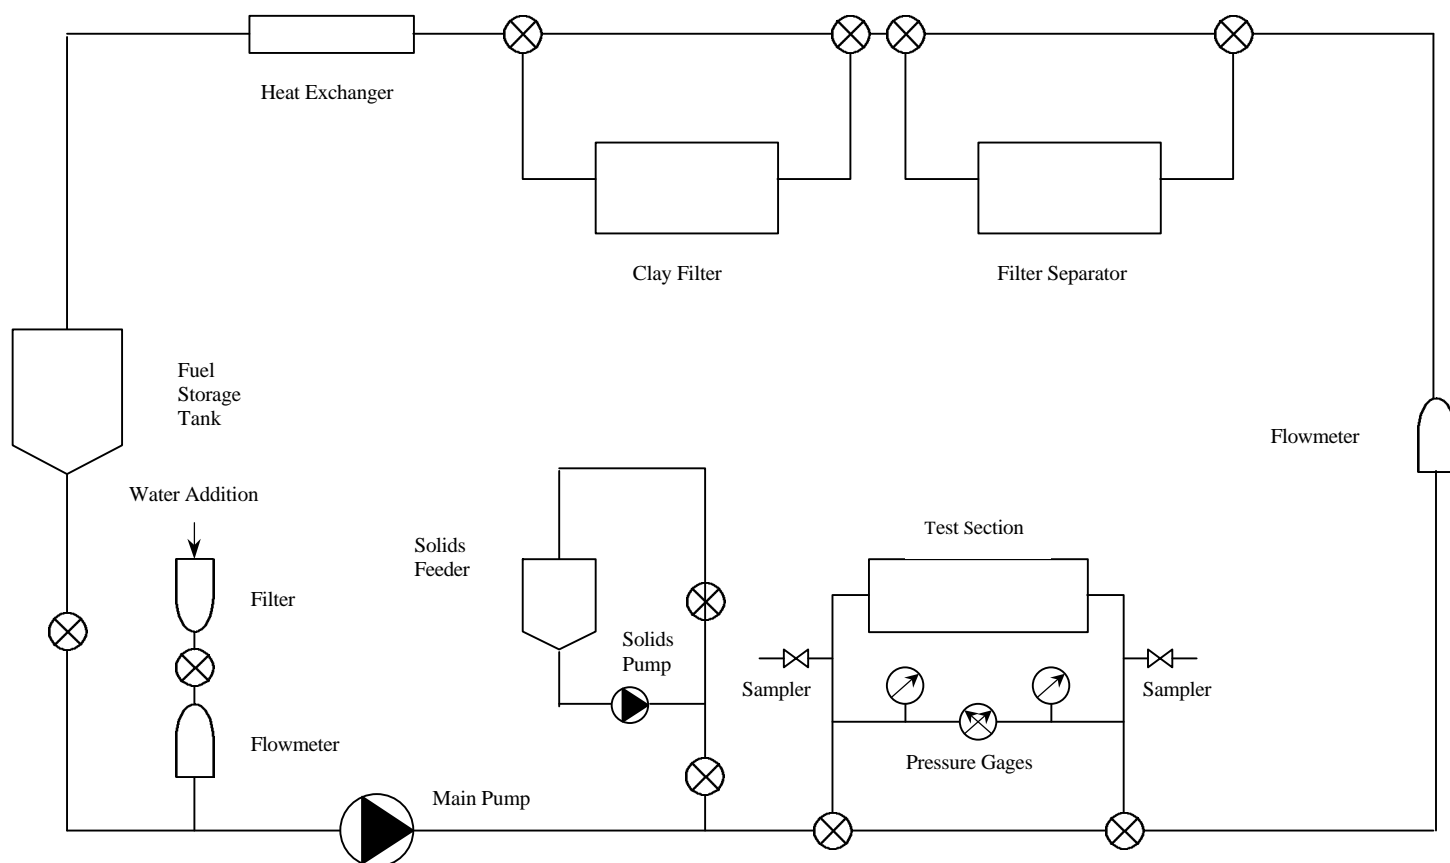 Heat Exchanger
Clay Filter
Filter Separator
Fuel
Storage
Tank
Flowmeter
Water Addition
Filter
Flowmeter
Solids
Feeder
Solids
Pump
Test Section
Sampler
Sampler
Pressure Gages
Main Pump